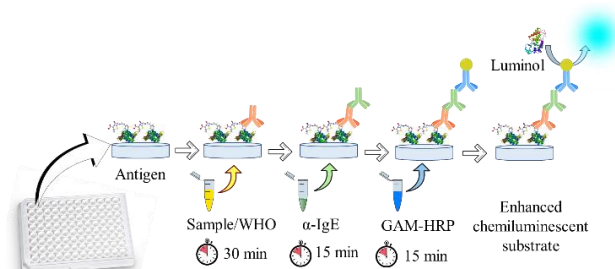 Luminol
Antigen
Sample/WHO
α-IgE
GAM-HRP
Enhanced
chemiluminescent
substrate
30 min
15 min
15 min